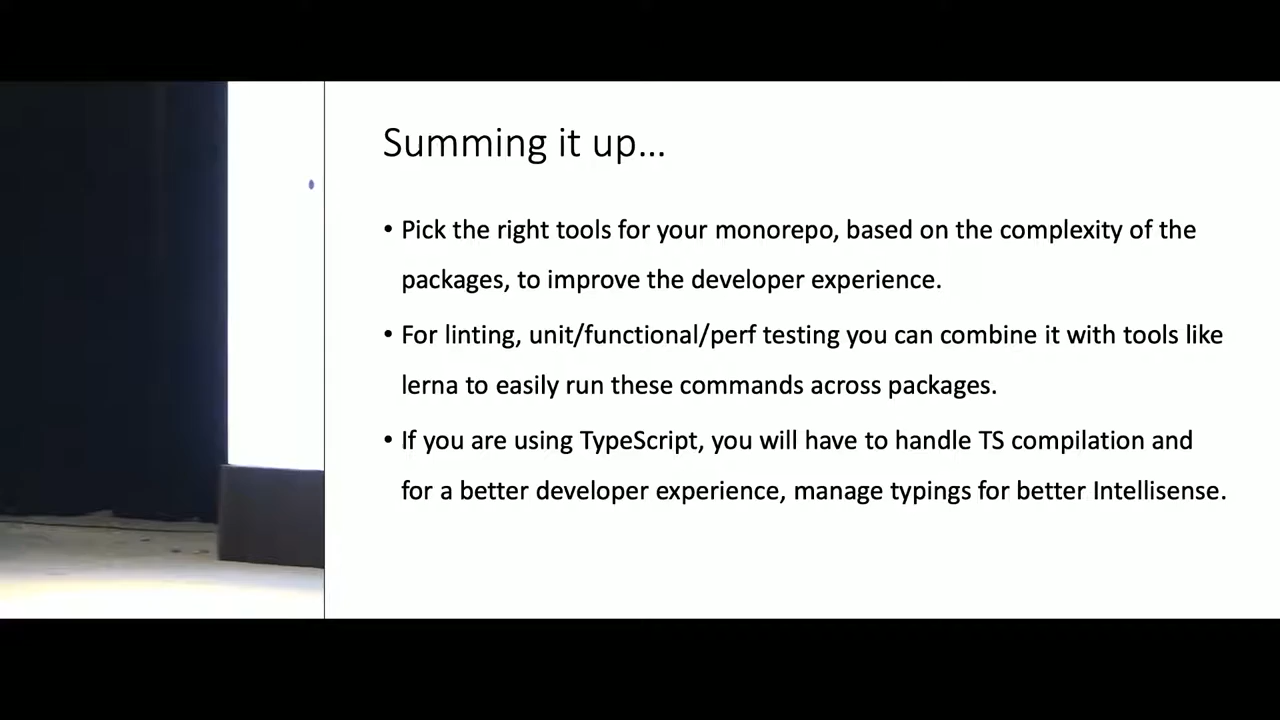 Summing it up...
• Pick the right tools for your monorepo, based on the complexity of the
packages, to improve the developer experience.
• For linting, unit/functional/perf testing you can combine it with tools like
lerna to easily run these commands across packages.
• If you are using TypeScript, you will have to handle TS compilation and
for a better developer experience, manage typings for better Intellisense.